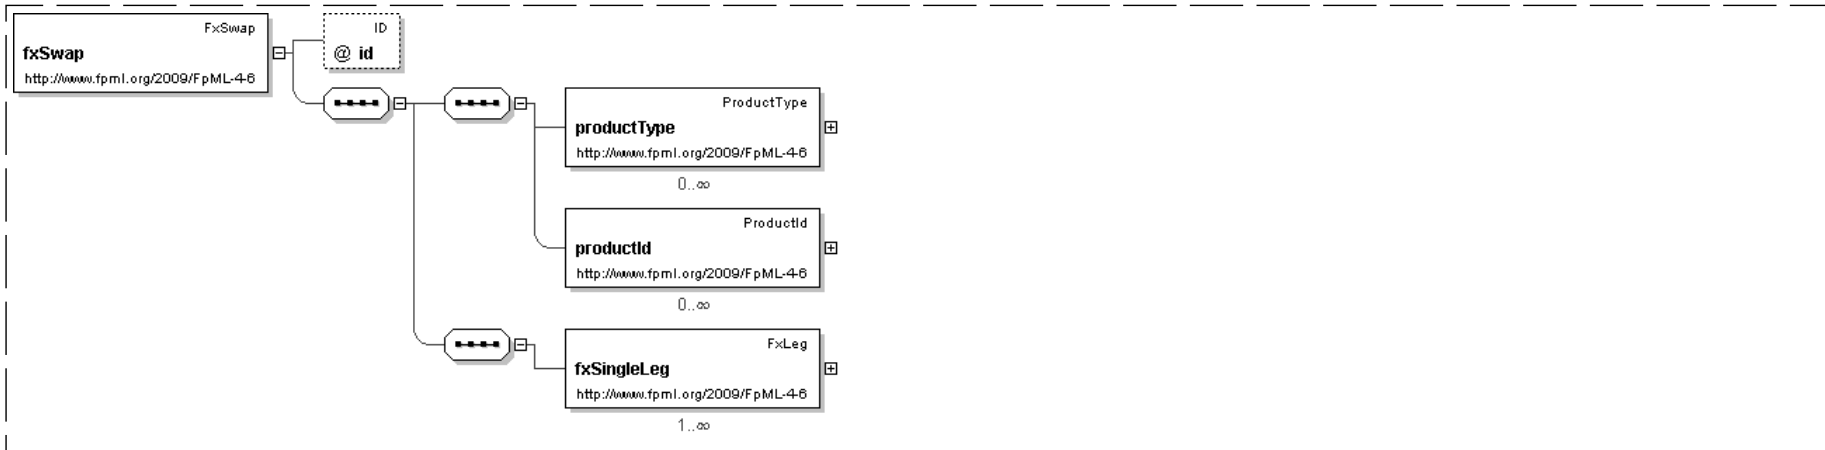 FxSwap
fxSwap
http://www.fpml.org/2009/FpML-4-6
ID
@ id
ProductType
productType
http://www.fpml.org/2009/FpML-4-6
0..∞
ProductId
productId
http://www.fpml.org/2009/FpML-4-6
0..∞
FxLeg
fxSingleLeg
http://www.fpml.org/2009/FpML-4-6
1..∞